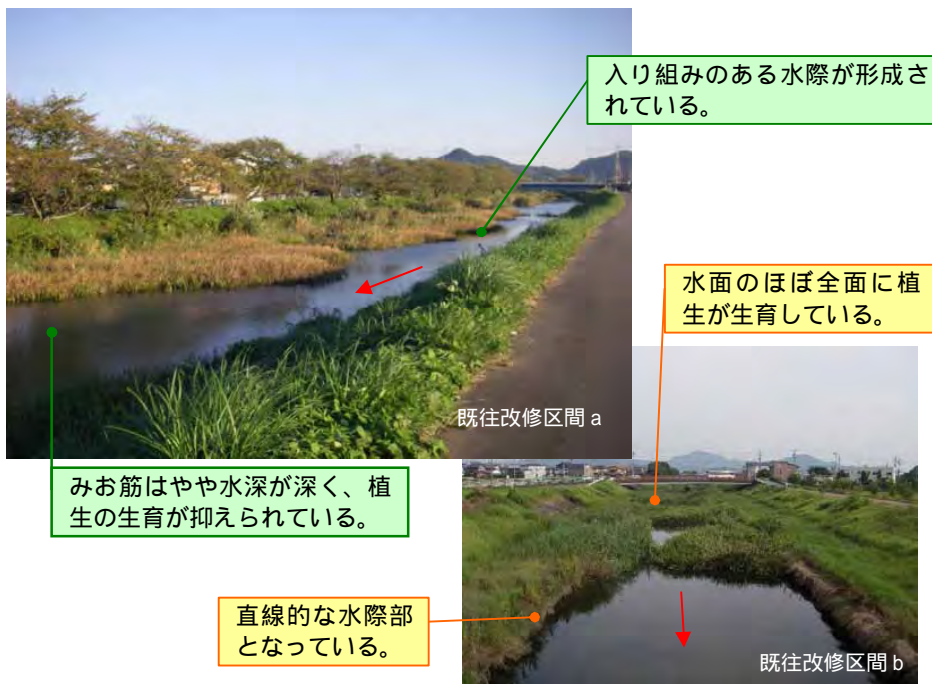 入り組みのある水際が形成さ
れている。
水面のほぼ全面に植
生が生育している。
既往改修区間 a
みお筋はやや水深が深く、植
生の生育が抑えられている。
直線的な水際部
となっている。
既往改修区間 b